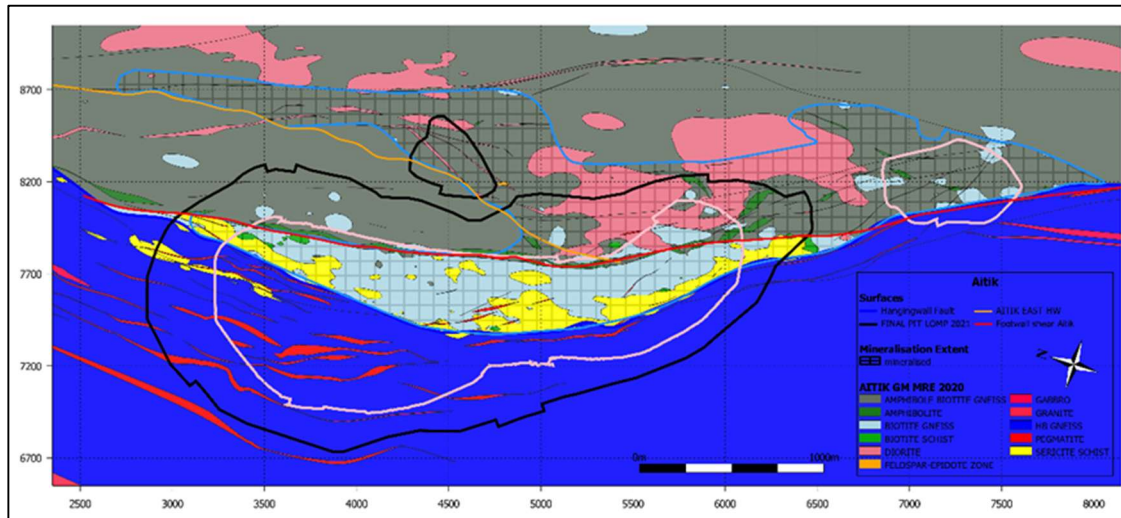 8700
8200
7700
7200
6700
2500 3000 3500 4000 4500 5000 5500 6000 6500 7000 7500 8000
0m 1000m
N
Aitik
Surfaces
Hangingwall Fault
AITIK EAST HW
FINAL PIT LOMP 2021
Footwall shear Aitik
Mineralisation Extent
mineralised
AITIK GM MRE 2020
AMPHIBOLE BIOTITE GNEISS
GABBRO
AMPHIBOLITE
GRANITE
BIOTITE GNEISS
HB GNEISS
BIOTITE SCHIST
PEGMATITE
DIORITE
SERICITE SCHIST
FELDSPAR-EPIDOTE ZONE